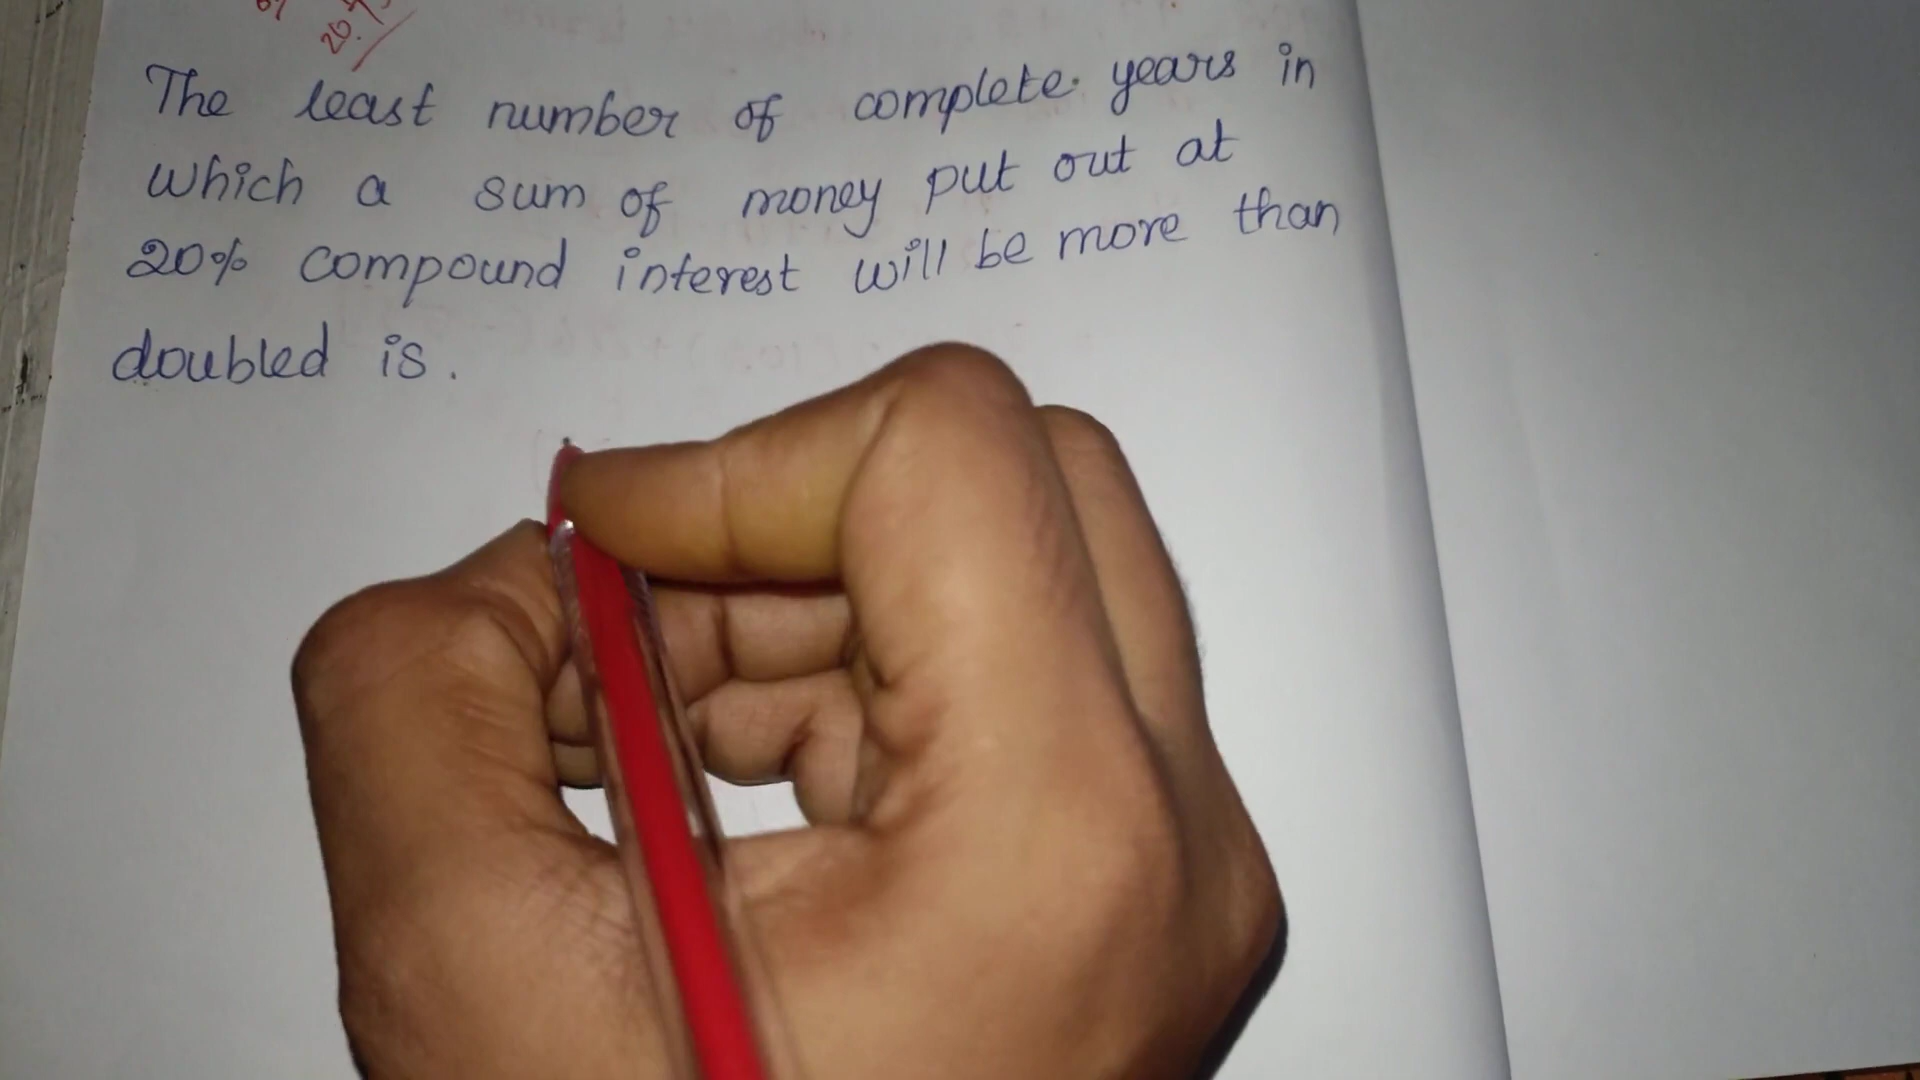 The least number of complete. years in
which a sum of money put out at
20% compound interest will be more than
doubled is.